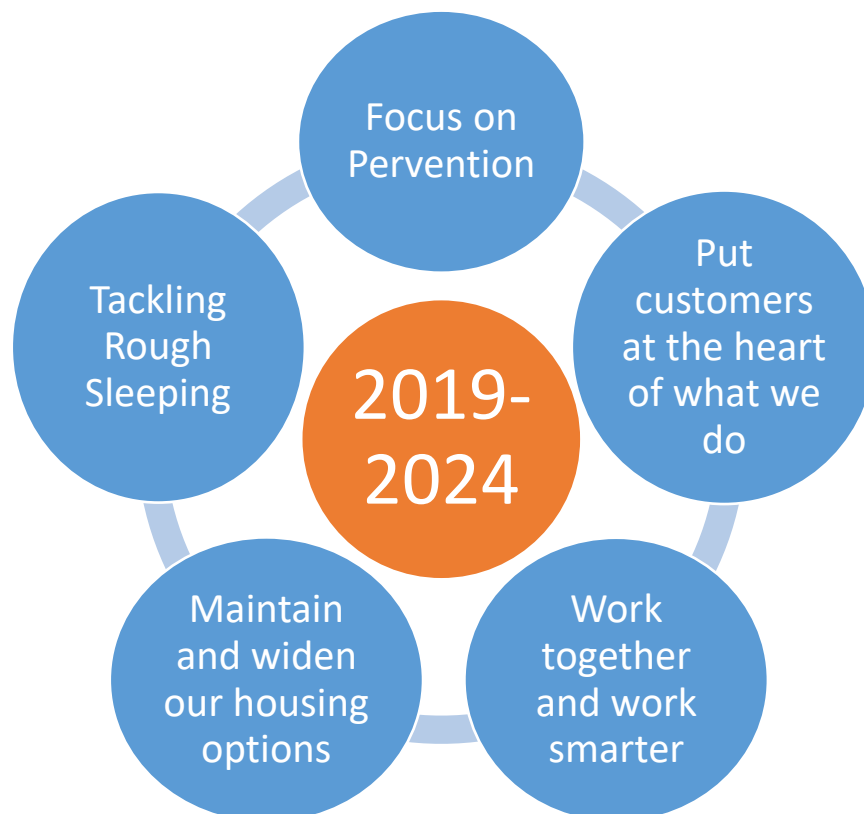 Focus on
Pervention
Put
customers
at the heart
of what we
do
Work
together
and work
smarter
Maintain
and widen
our housing
options
Tackling
Rough
Sleeping
2019-
2024